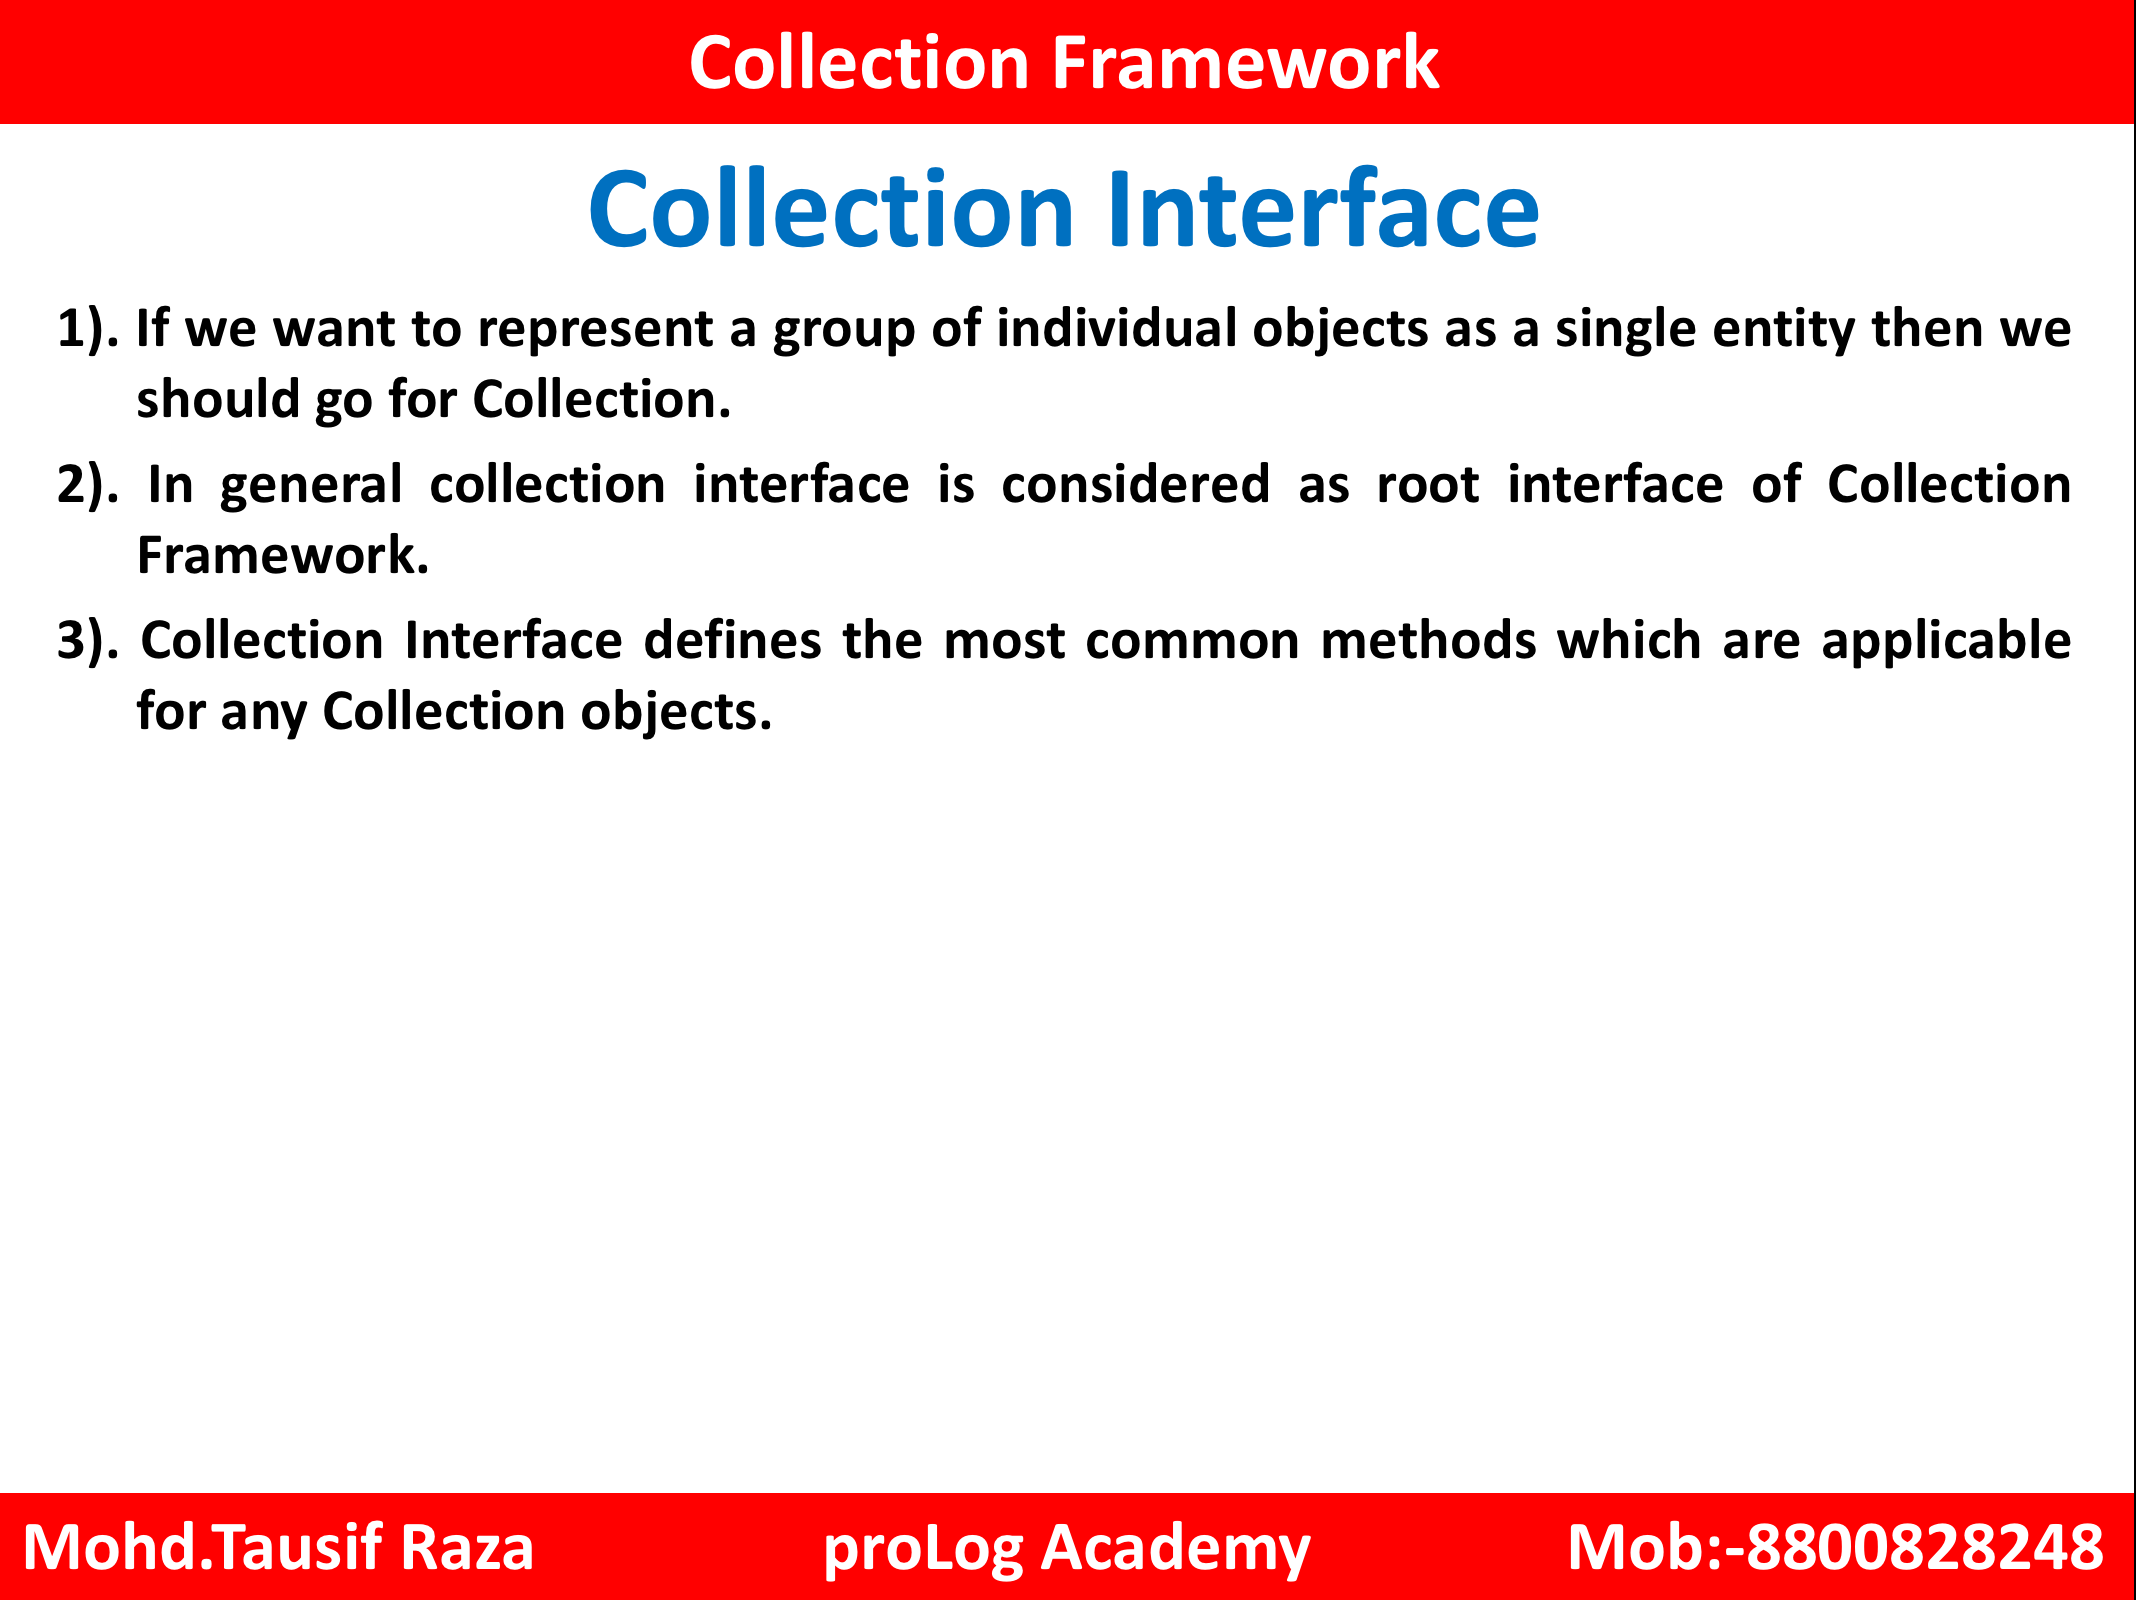 Collection Framework
Collection Interface
1). If we want to represent a group of individual objects as a single entity then we
should go for Collection.
2). In general collection interface is considered as root interface of Collection
Framework.
3). Collection Interface defines the most common methods which are applicable
for any Collection objects.
Mohd.Tausif Raza proLog Academy Mob:-8800828248